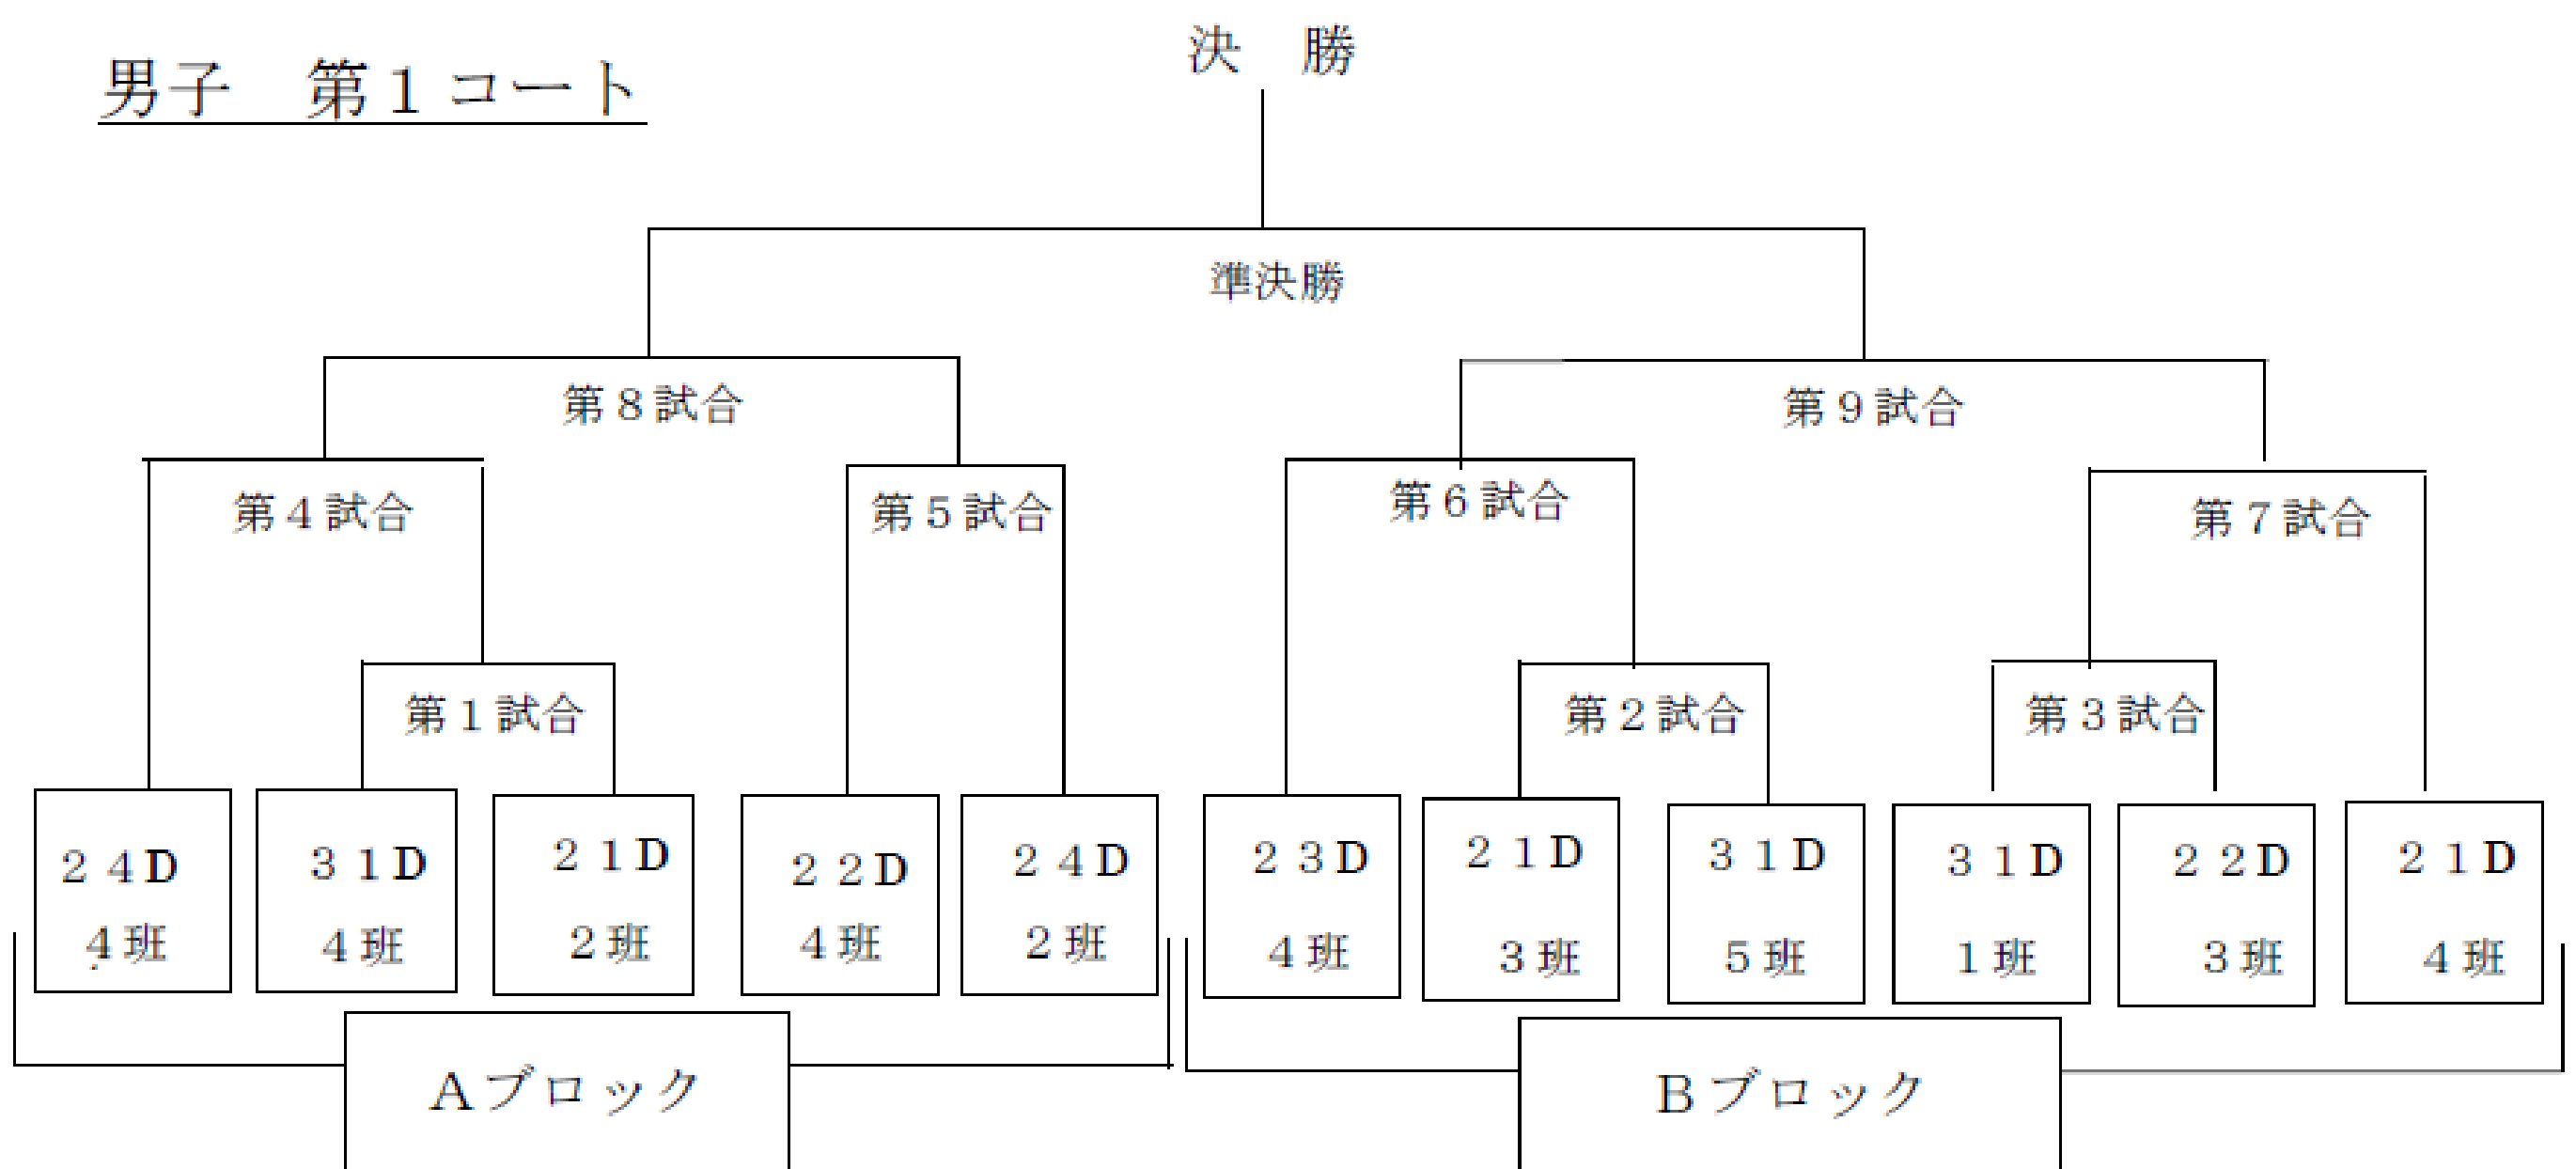 決　勝
男子　第１コート
準決勝
第８試合
第９試合
第４試合
第５試合
第６試合
第７試合
第１試合
第２試合
第３試合
２４D
４班
３１D
４班
２１D
２班
２２D
４班
２４D
２班
２３D
４班
２１D
３班
３１D
５班
３１D
１班
２２D
３班
２１D
４班
Aブロック
Bブロック